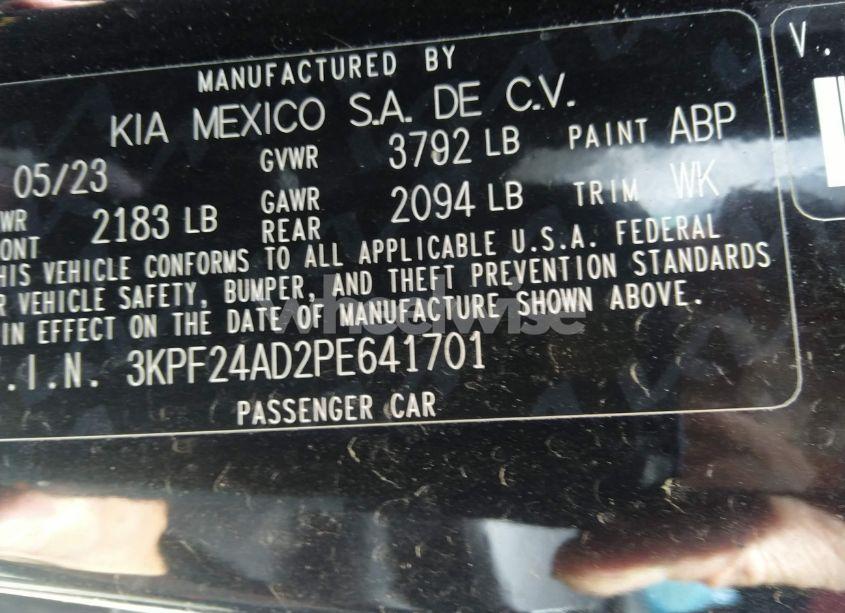 MANUFACTURED BY
KIA MEXICO S.A. DE C.V.
05/23 GVWR 3792 LB PAINT ABP
WR FRONT 2183 LB GAWR REAR 2094 LB TRIM WK
HIS VEHICLE CONFORMS TO ALL APPLICABLE U.S.A. FEDERAL
R VEHICLE SAFETY, BUMPER, AND THEFT PREVENTION STANDARDS
IN EFFECT ON THE DATE OF MANUFACTURE SHOWN ABOVE.
.I.N. 3KPF24AD2PE641701
PASSENGER CAR
V.
wheelwise